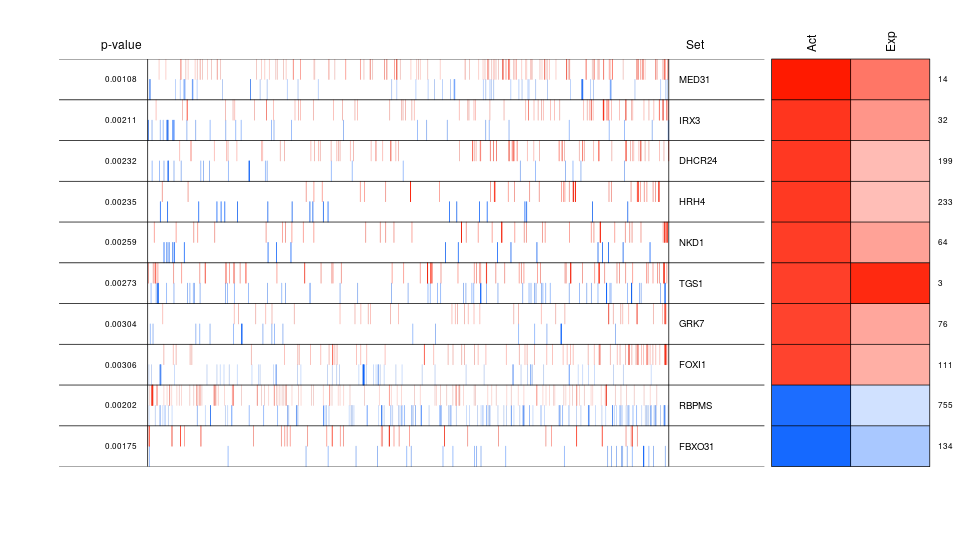 p-value Set Act Exp
0.00108 MED31 14
0.00211 IRX3 32
0.00232 DHCR24 199
0.00235 HRH4 233
0.00259 NKD1 64
0.00273 TGS1 3
0.00304 GRK7 76
0.00306 FOXI1 111
0.00202 RBPMS 755
0.00175 FBXO31 134